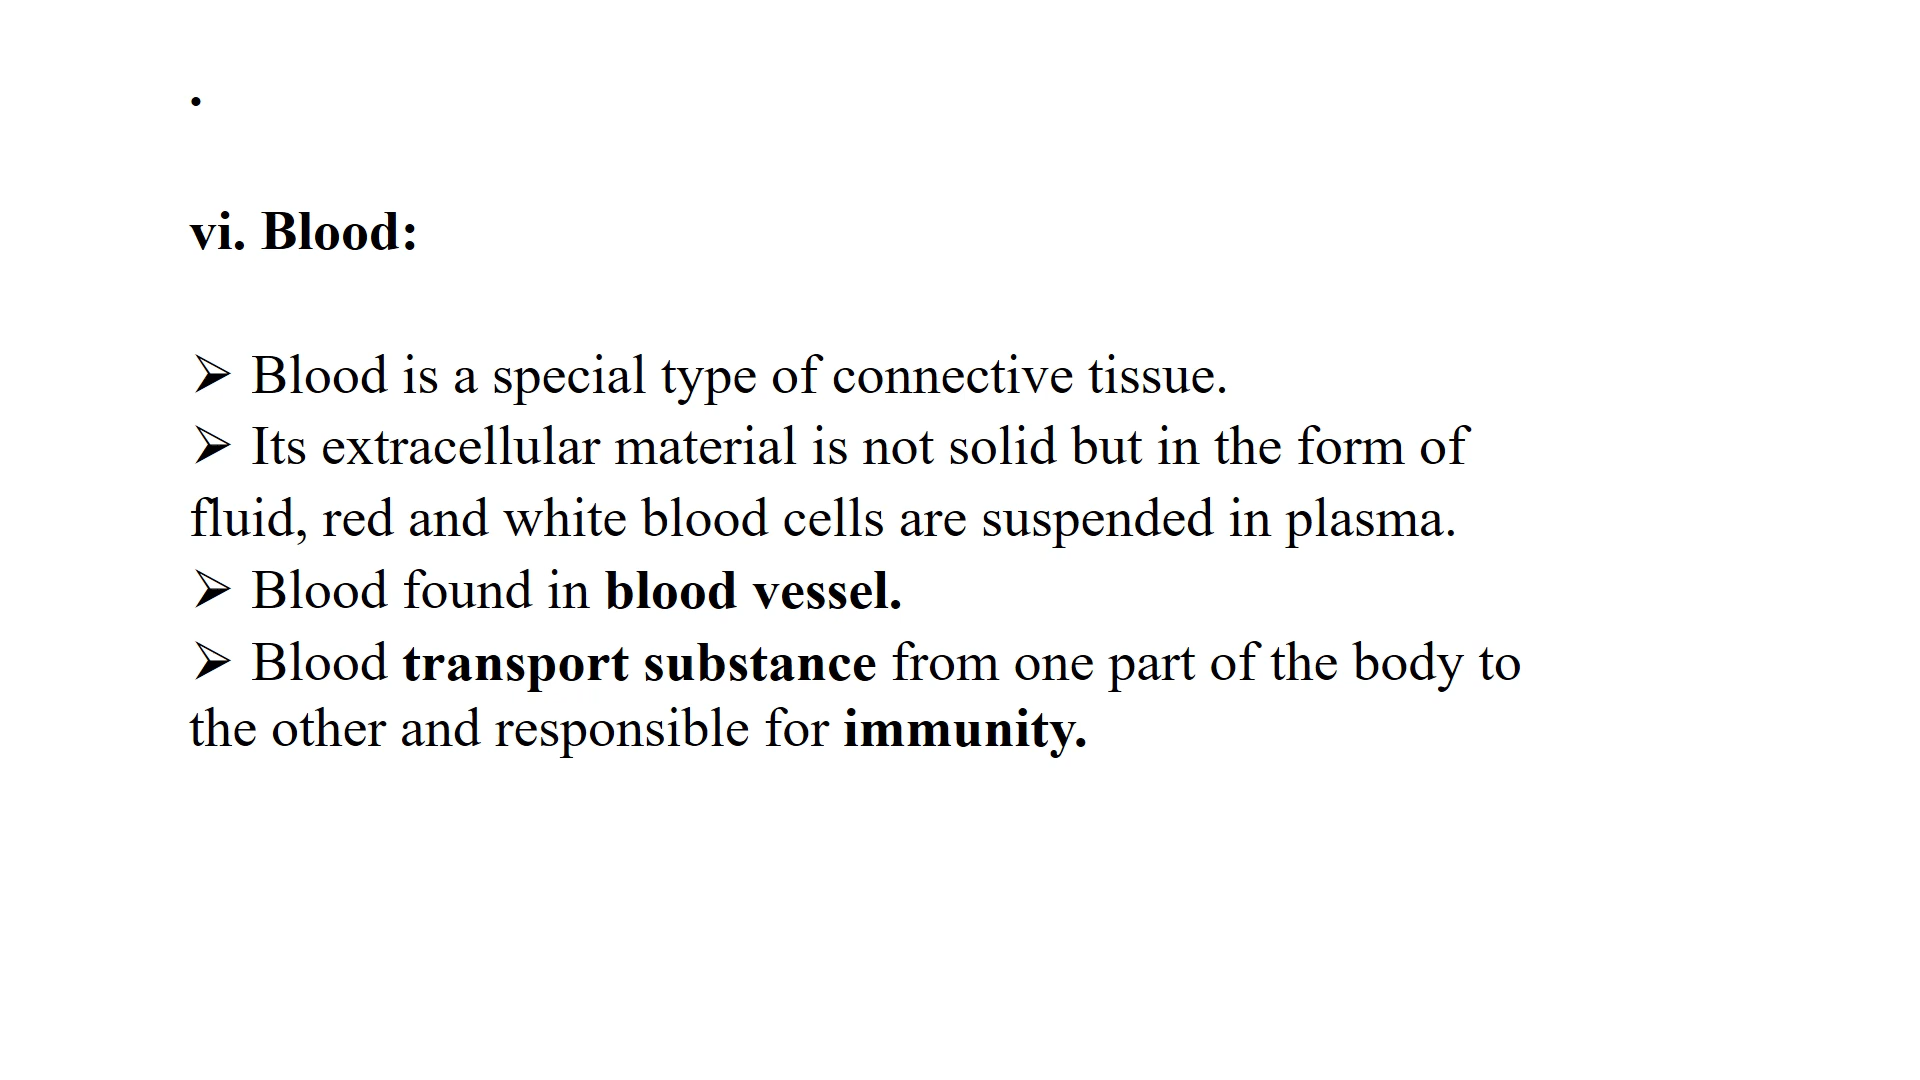 •
vi. Blood:
➢ Blood is a special type of connective tissue.
➢ Its extracellular material is not solid but in the form of
fluid, red and white blood cells are suspended in plasma.
➢ Blood found in blood vessel.
➢ Blood transport substance from one part of the body to
the other and responsible for immunity.